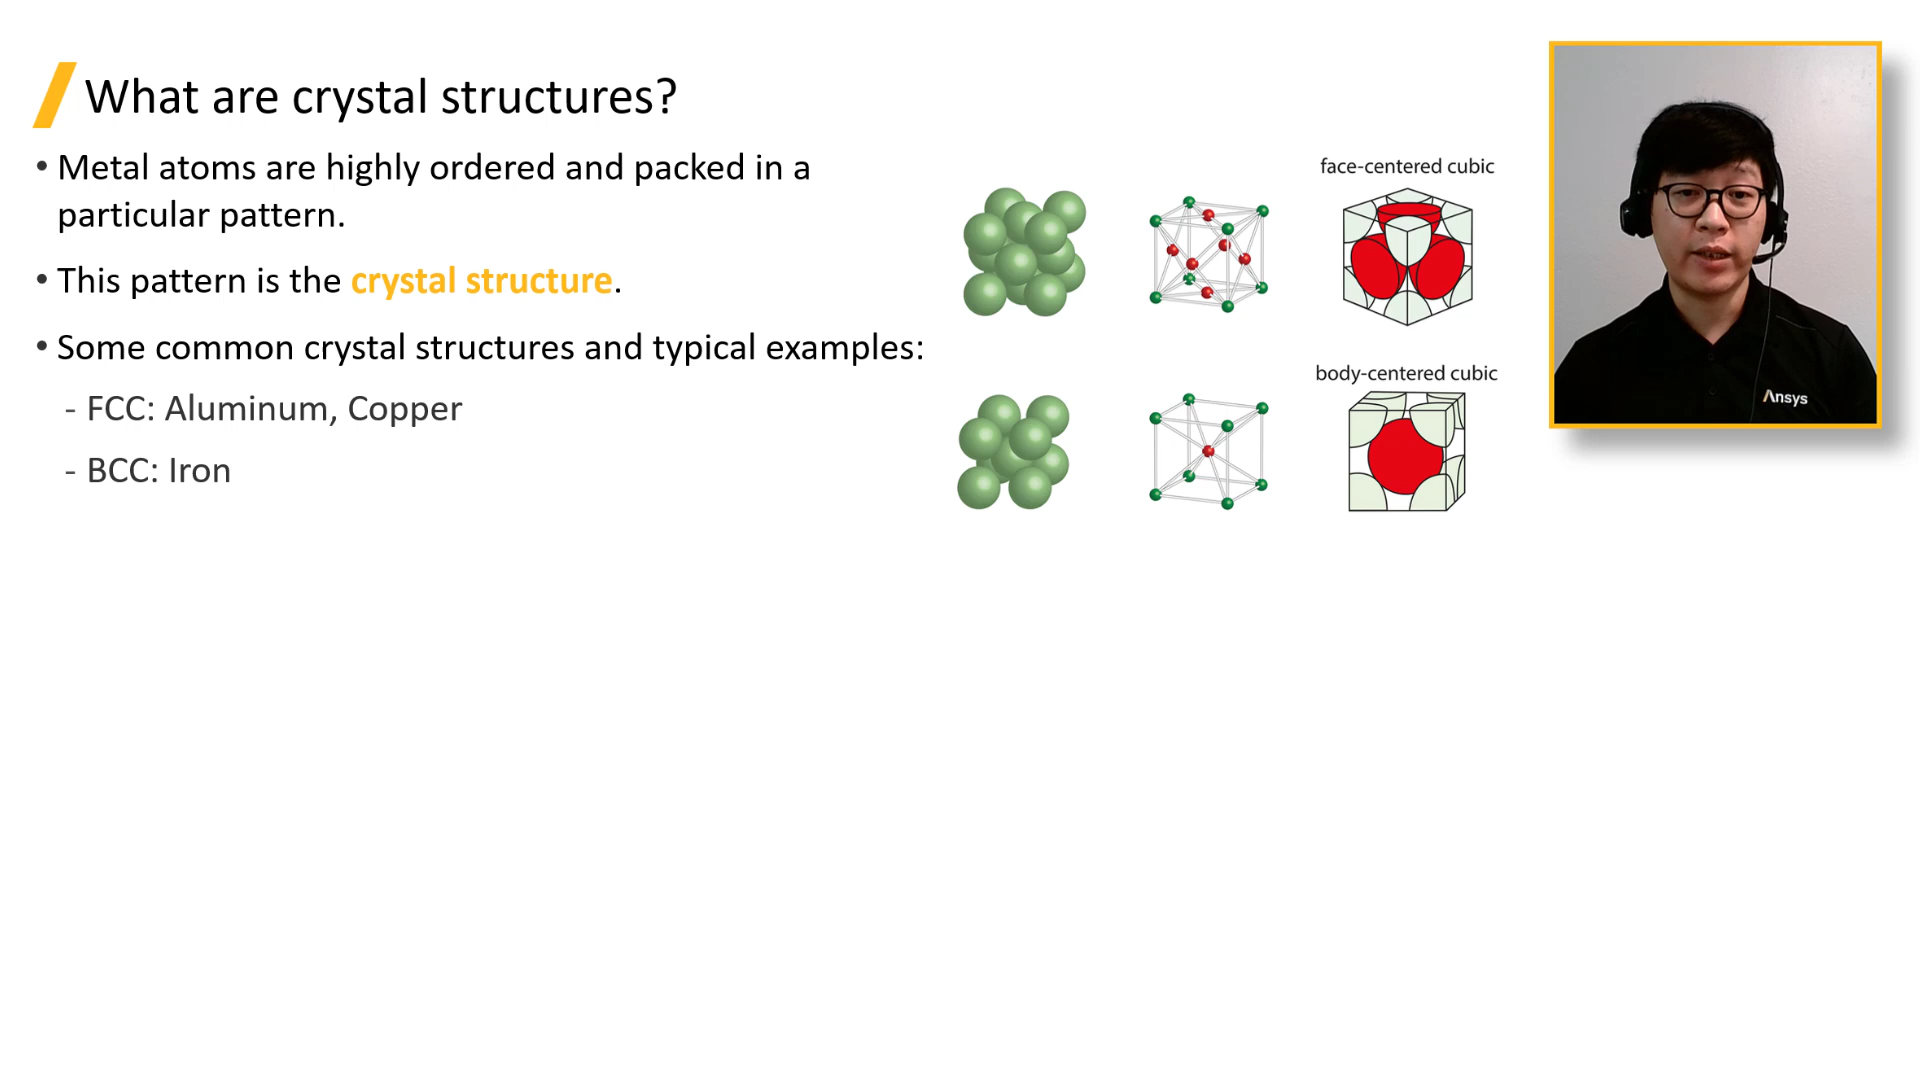 What are crystal structures?
• Metal atoms are highly ordered and packed in a
particular pattern.
• This pattern is the crystal structure.
• Some common crystal structures and typical examples:
- FCC: Aluminum, Copper
- BCC: Iron
face-centered cubic
body-centered cubic
Ansys